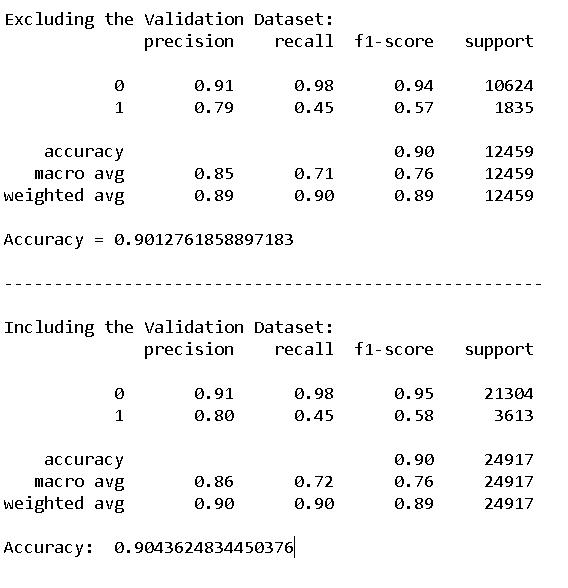 Excluding the Validation Dataset:
precision recall f1-score support
0 0.91 0.98 0.94 10624
1 0.79 0.45 0.57 1835
accuracy 0.90 12459
macro avg 0.85 0.71 0.76 12459
weighted avg 0.89 0.90 0.89 12459
Accuracy = 0.9012761858897183
------------------------------------------------------
Including the Validation Dataset:
precision recall f1-score support
0 0.91 0.98 0.95 21304
1 0.80 0.45 0.58 3613
accuracy 0.90 24917
macro avg 0.86 0.72 0.76 24917
weighted avg 0.90 0.90 0.89 24917
Accuracy: 0.9043624834450376